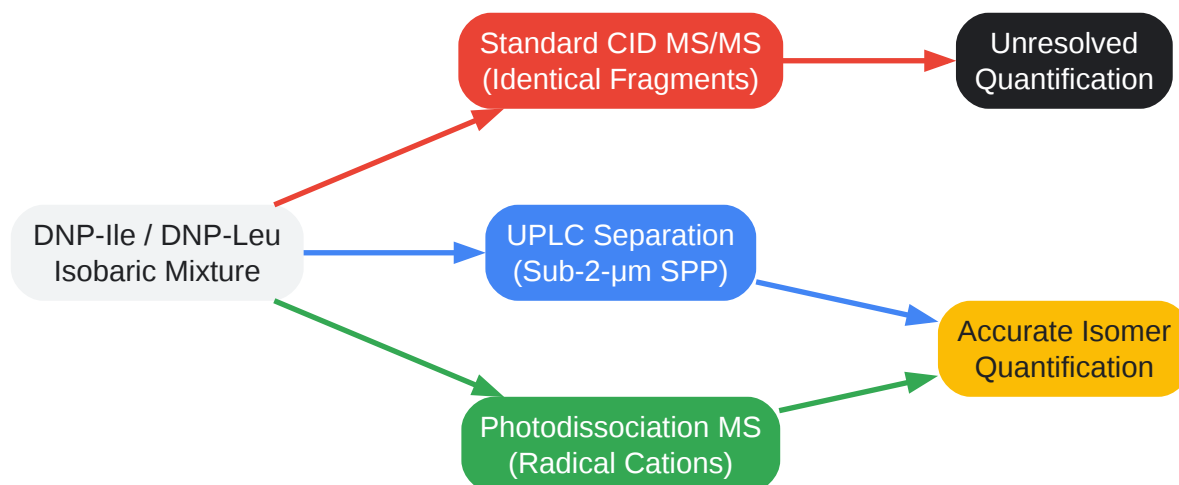 Standard CID MS/MS
(Identical Fragments)
Unresolved
Quantification
DNP-Ile / DNP-Leu
Isobaric Mixture
UPLC Separation
(Sub-2-μm SPP)
Accurate Isomer
Quantification
Photodissociation MS
(Radical Cations)